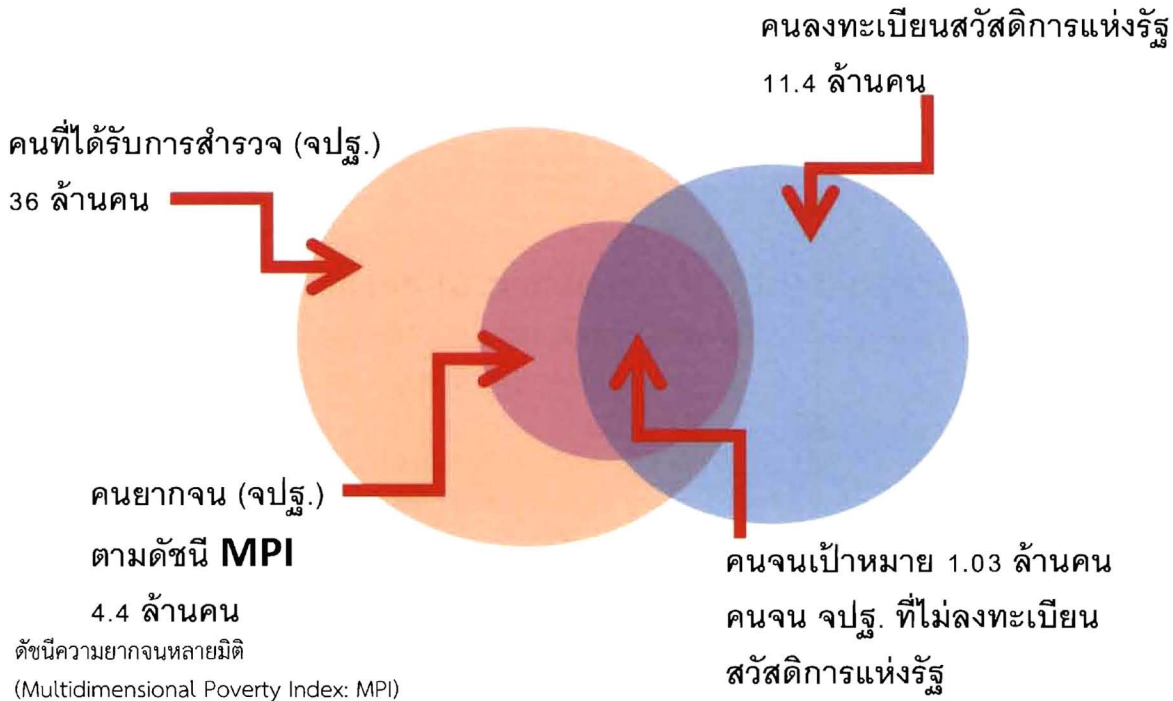 คนลงทะเบียนสวัสดิการแห่งรัฐ
11.4 ล้านคน
คนที่ได้รับการสำรวจ (จปฐ.)
36 ล้านคน
คนยากจน (จปฐ.)
ตามดัชนี MPI
4.4 ล้านคน
ดัชนีความยากจนหลายมิติ
(Multidimensional Poverty Index: MPI)
คนจนเป้าหมาย 1.03 ล้านคน
คนจน จปฐ. ที่ไม่ลงทะเบียน
สวัสดิการแห่งรัฐ